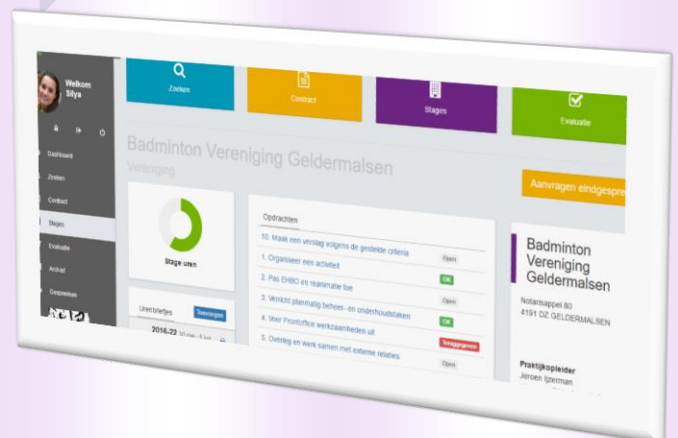 Welkom
Silya
Dashboard
Zoeken
Contract
Stages
Evaluatie
Archief
Gesprekken
Zoeken
Contract
Stages
Evaluatie
Badminton Vereniging Geldermalsen
Vereniging
Aanvragen eindgespre
Stage uren
Urenbriefjes
Toevoegen
2016-22
Opdrachten
10. Maak een verslag volgens de gestelde criteria
Open
1. Organiseer een activiteit
OK
2. Pas EHBO en reanimatie toe
Open
3. Verricht planmatig beheer- en onderhoudstaken
OK
4. Voer Frontoffice werkzaamheden uit
Teruggegeven
5. Overleg en werk samen met externe relaties
Open
Badminton
Vereniging
Geldermalsen
Notarisappel 80
4191 DZ GELDERMALSEN
Praktijkopleider
Jeroen Ijzerman